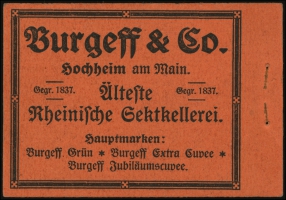 Burgeff & Co.
Hochheim am Main.
Gegr. 1837. Älteste Gegr. 1837.
Rheinische Sektkellerei.
Hauptmarken:
Burgeff Grün * Burgeff Extra Cuvee *
Burgeff Jubiläumscuvee.